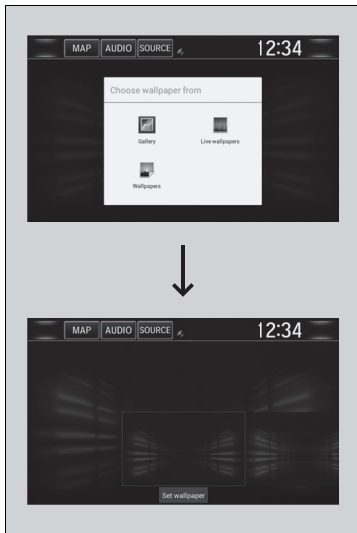 MAP AUDIO SOURCE 12:34
Choose wallpaper from
Gallery Live wallpapers
Wallpapers
MAP AUDIO SOURCE 12:34
Set wallpaper